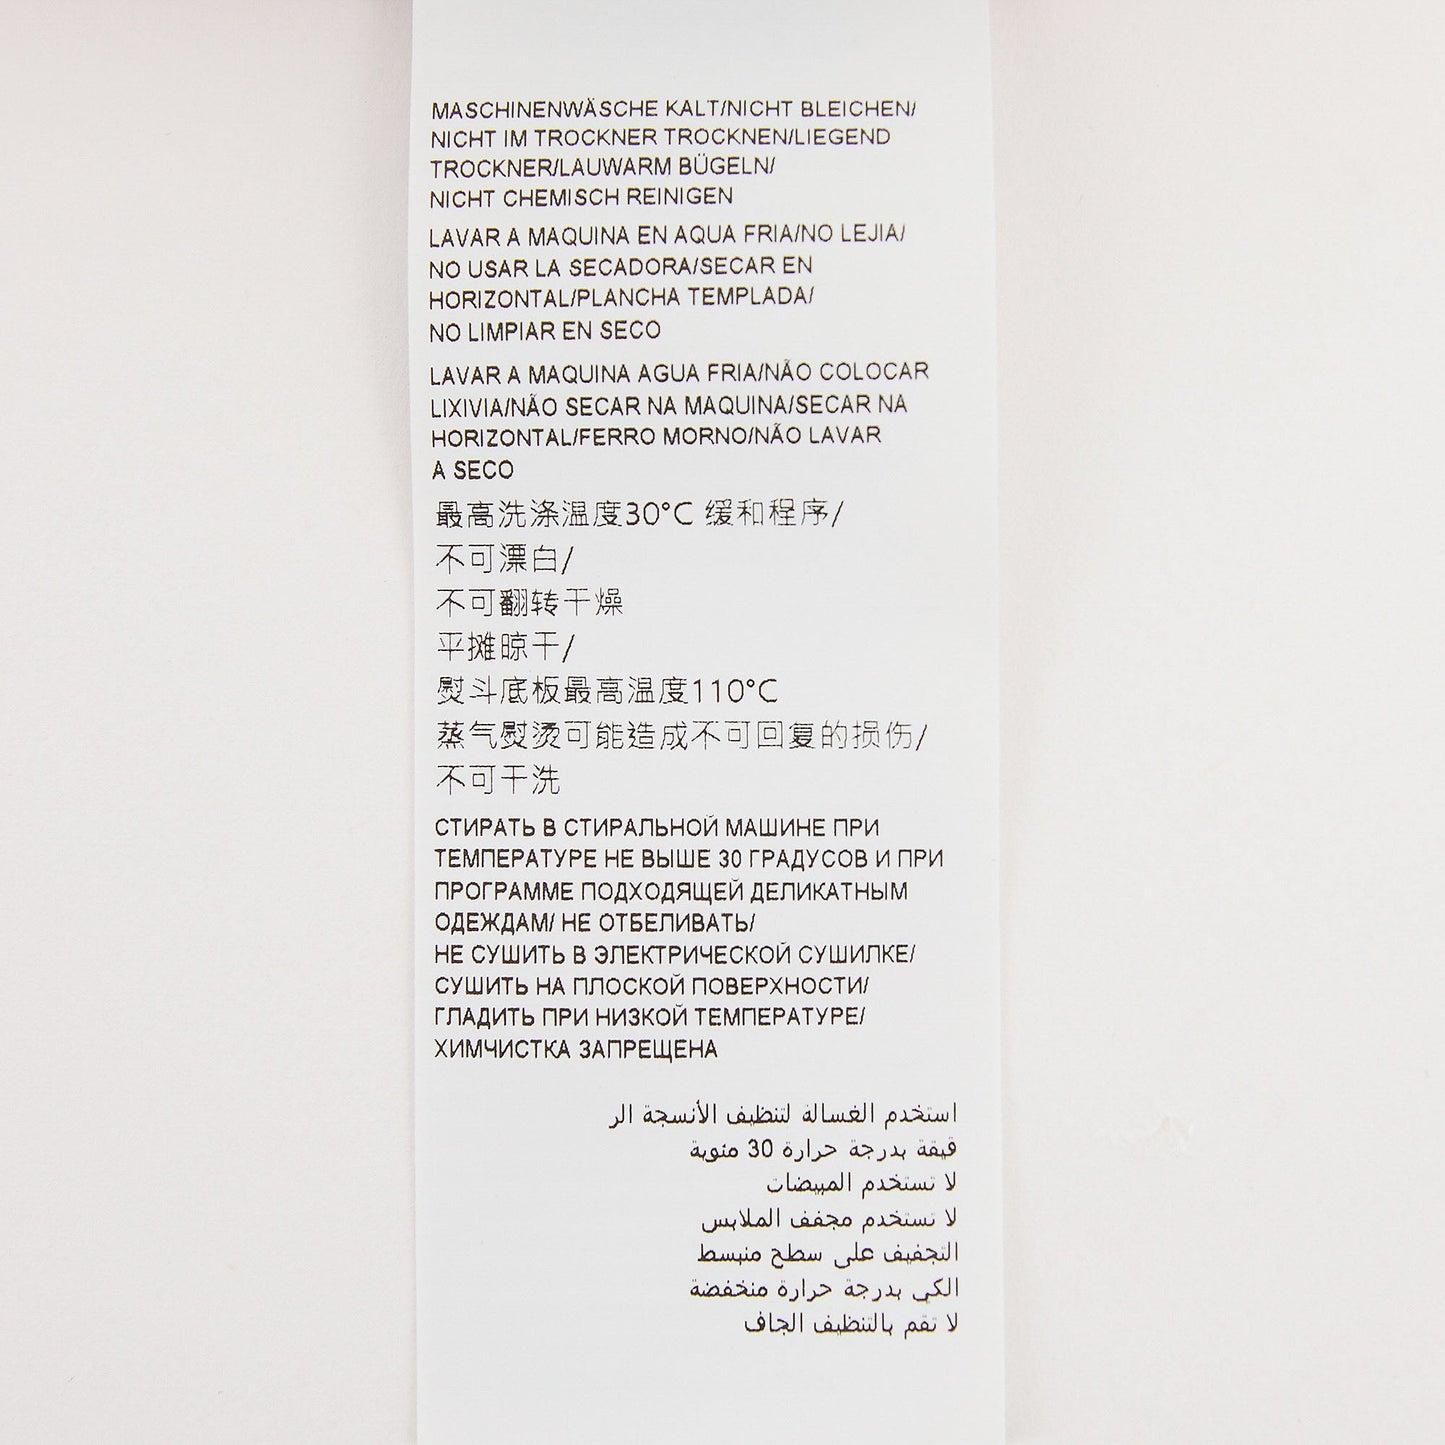 MASCHINENWÄSCHE KALT/NICHT BLEICHEN/
NICHT IM TROCKNER TROCKNEN/LIEGEND
TROCKNER/LAUWARM BÜGELN/
NICHT CHEMISCH REINIGEN
LAVAR A MAQUINA EN AQUA FRIA/NO LEJIA/
NO USAR LA SECADORA/SECAR EN
HORIZONTAL/PLANCHA TEMPLADA/
NO LIMPIAR EN SECO
LAVAR A MAQUINA AGUA FRIA/NÃO COLOCAR
LIXIVIA/NÃO SECAR NA MAQUINA/SECAR NA
HORIZONTAL/FERRO MORNO/NÃO LAVAR
A SECO
最高洗涤温度30°C 缓和程序/
不可漂白/
不可翻转干燥
平摊晾干/
熨斗底板最高温度110°C
蒸气熨烫可能造成不可回复的损伤/
不可干洗
СТИРАТЬ В СТИРАЛЬНОЙ МАШИНЕ ПРИ
ТЕМПЕРАТУРЕ НЕ ВЫШЕ 30 ГРАДУСОВ И ПРИ
ПРОГРАММЕ ПОДХОДЯЩЕЙ ДЕЛИКАТНЫМ
ОДЕЖДАМ/ НЕ ОТБЕЛИВАТЬ/
НЕ СУШИТЬ В ЭЛЕКТРИЧЕСКОЙ СУШИЛКЕ/
СУШИТЬ НА ПЛОСКОЙ ПОВЕРХНОСТИ/
ГЛАДИТЬ ПРИ НИЗКОЙ ТЕМПЕРАТУРЕ/
ХИМЧИСТКА ЗАПРЕЩЕНА
استخدم الغسالة لتنظيف الأنسجة الر
قيقة بدرجة حرارة 30 مئوية
لا تستخدم المبيضات
لا تستخدم مجفف الملابس
التجفيف على سطح منبسط
الكي بدرجة حرارة منخفضة
لا تقم بالتنظيف الجاف